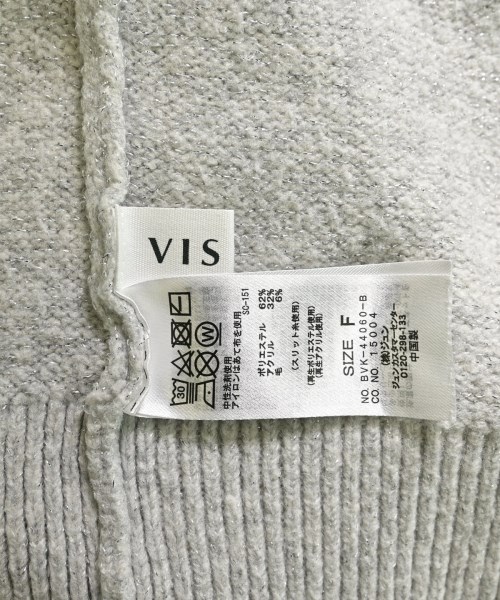 VIS
30
W
中性洗剤使用
アイロンはあて布を使用
SO-151
ポリエステル 62%
アクリル 32%
毛 6%
(スリット糸使用)
(再生ポリエステル使用)
(再生アクリル使用)
SIZE F
NO. BVK-44060-B
CO.NO. 15004
(株)ジュン
ジュンカスタマーセンター
0120-298-133
中国製